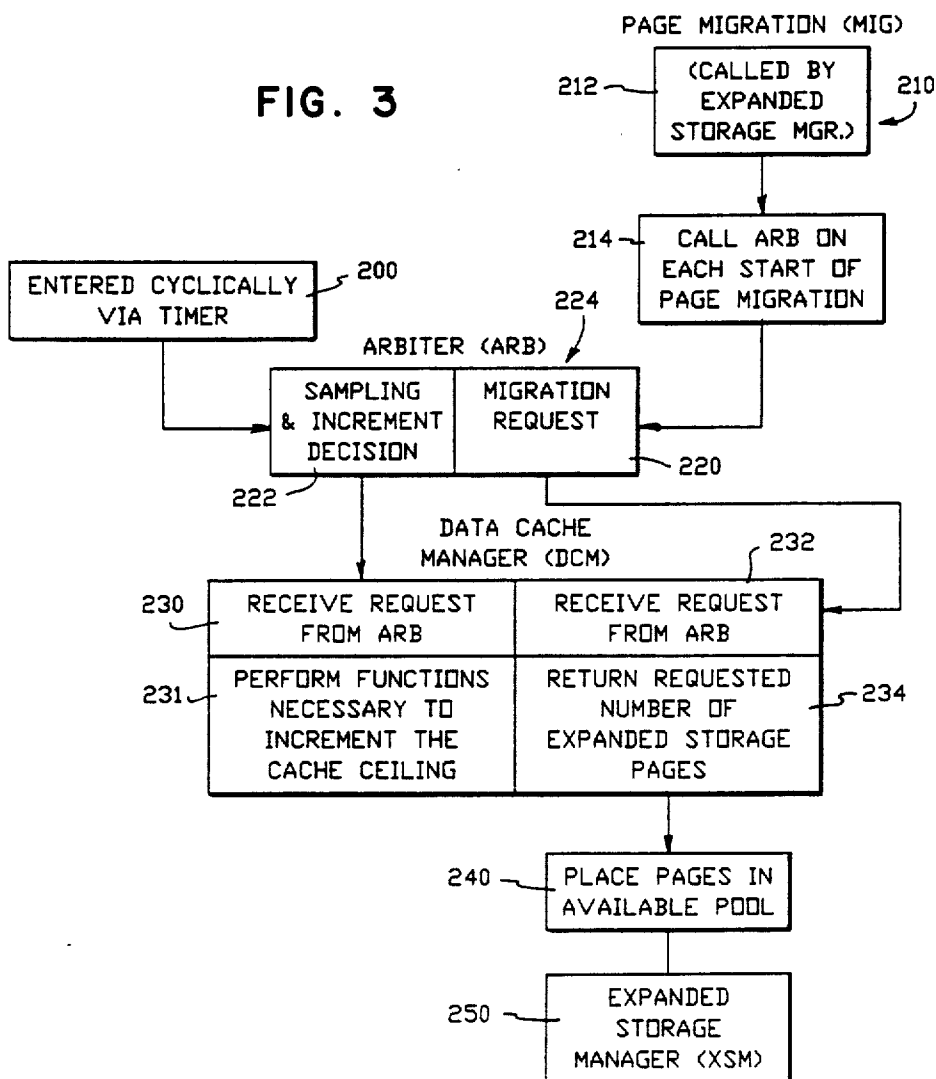 PAGE MIGRATION (MIG)
FIG. 3
212
(CALLED BY
EXPANDED
STORAGE MGR.)
210
214
CALL ARB ON
EACH START OF
PAGE MIGRATION
200
ENTERED CYCLICALLY
VIA TIMER
224
ARBITER (ARB)
SAMPLING
& INCREMENT
DECISION
222
MIGRATION
REQUEST
220
DATA CACHE
MANAGER (DCM)
232
230
RECEIVE REQUEST
FROM ARB
RECEIVE REQUEST
FROM ARB
231
PERFORM FUNCTIONS
NECESSARY TO
INCREMENT THE
CACHE CEILING
RETURN REQUESTED
NUMBER OF
EXPANDED STORAGE
PAGES
234
240
PLACE PAGES IN
AVAILABLE POOL
250
EXPANDED
STORAGE
MANAGER (XSM)